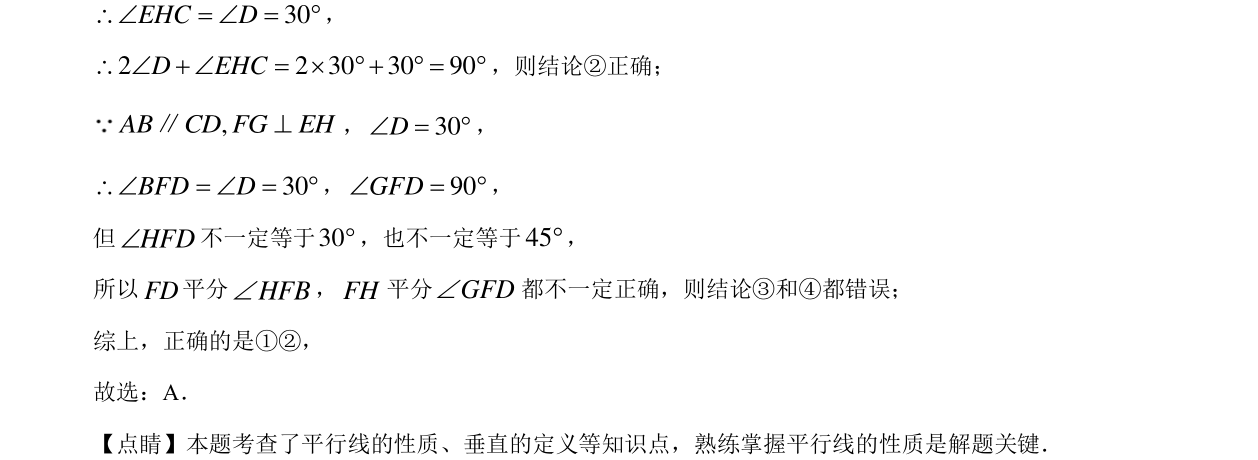 ∴∠EHC=∠D=30°，
∴2∠D+∠EHC=2×30°+30°=90°，则结论②正确；
∵AB∥CD,FG⊥EH，∠D=30°，
∴∠BFD=∠D=30°，∠GFD=90°，
但∠HFD不一定等于30°，也不一定等于45°，
所以FD平分∠HFB，FH平分∠GFD都不一定正确，则结论③和④都错误；
综上，正确的是①②，
故选：A．
【点睛】本题考查了平行线的性质、垂直的定义等知识点，熟练掌握平行线的性质是解题关键．